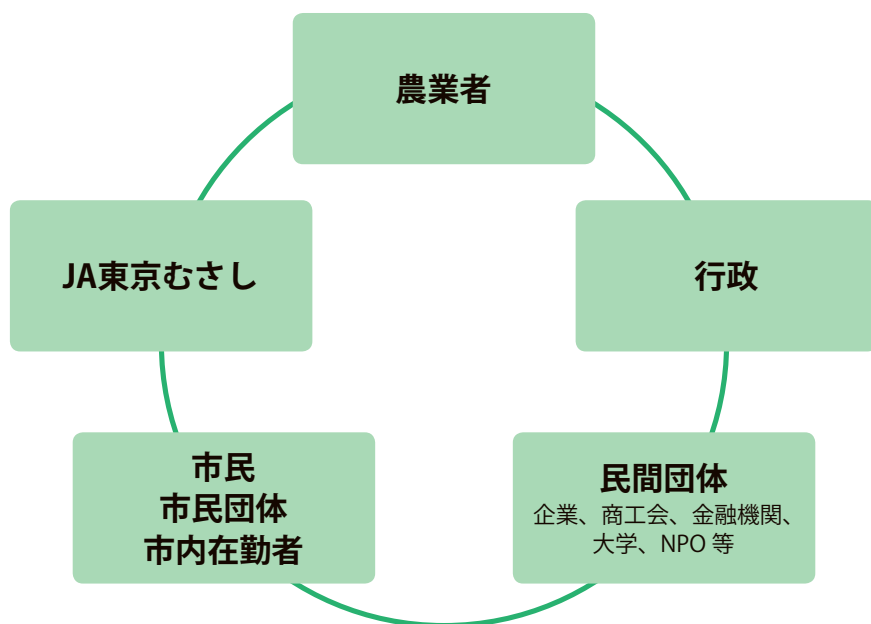 農業者
JA東京むさし
行政
市民
市民団体
市内在勤者
民間団体
企業、商工会、金融機関、
大学、NPO 等